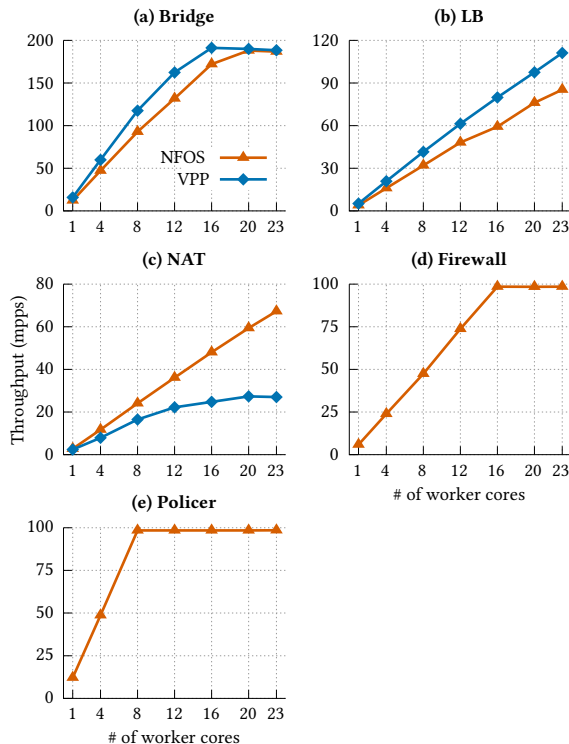 (a) Bridge
200
150
100
50
0
NFOS
VPP
1 4 8 12 16 20 23
(b) LB
120
90
60
30
0
1 4 8 12 16 20 23
(c) NAT
Throughput (mpps)
80
60
40
20
0
1 4 8 12 16 20 23
(d) Firewall
100
75
50
25
0
1 4 8 12 16 20 23
# of worker cores
(e) Policer
100
75
50
25
0
1 4 8 12 16 20 23
# of worker cores